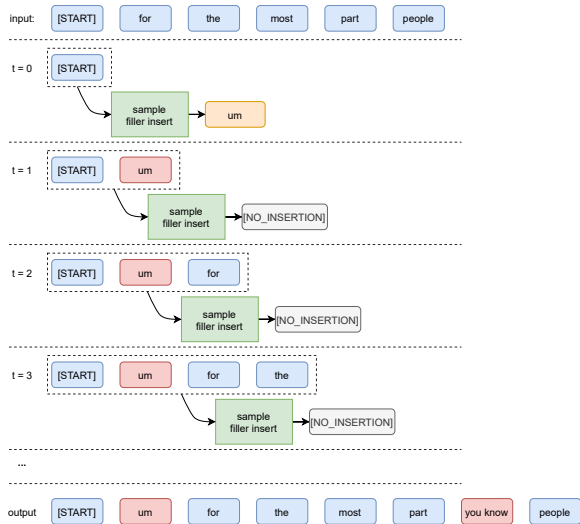 input: [START] for the most part people
t = 0 [START]
sample
filler insert
um
t = 1 [START] um
sample
filler insert
[NO_INSERTION]
t = 2 [START] um for
sample
filler insert
[NO_INSERTION]
t = 3 [START] um for the
sample
filler insert
[NO_INSERTION]
...
output [START] um for the most part you know people